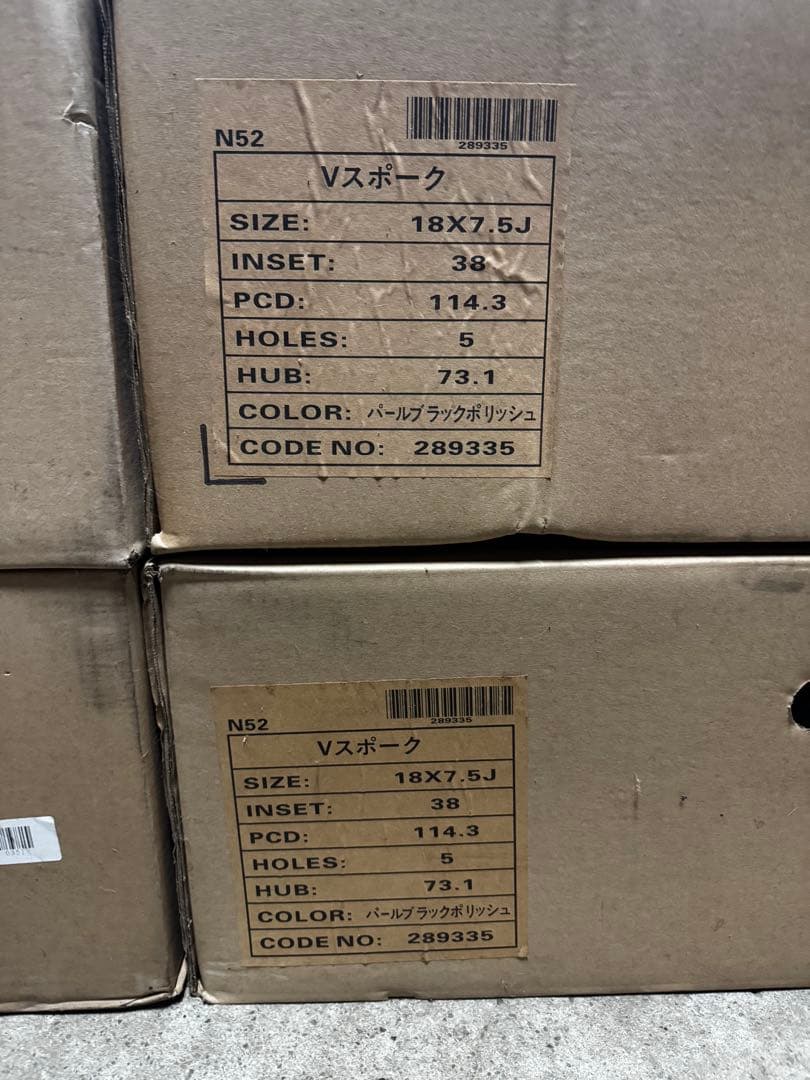 N52
289335
Vスポーク
SIZE: 18X7.5J
INSET: 38
PCD: 114.3
HOLES: 5
HUB: 73.1
COLOR: パールブラックポリッシュ
CODE NO: 289335
N52
289335
Vスポーク
SIZE: 18X7.5J
INSET: 38
PCD: 114.3
HOLES: 5
HUB: 73.1
COLOR: パールブラックポリッシュ
CODE NO: 289335